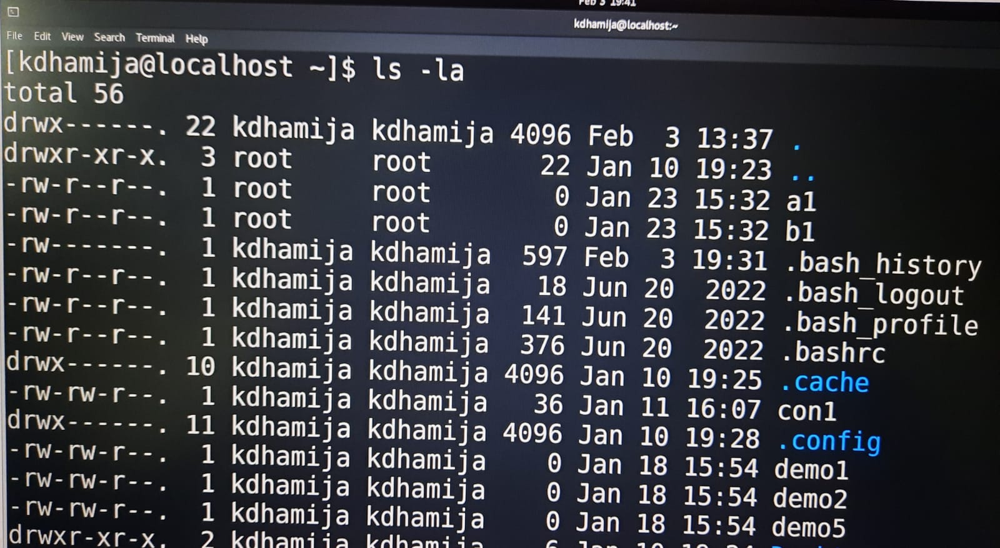 Feb 3 19:41
kdhamija@localhost:~
File Edit View Search Terminal Help
[kdhamija@localhost ~]$ ls -la
total 56
drwx------. 22 kdhamija kdhamija 4096 Feb  3 13:37 .
drwxr-xr-x.  3 root     root       22 Jan 10 19:23 ..
-rw-r--r--.  1 root     root        0 Jan 23 15:32 a1
-rw-r--r--.  1 root     root        0 Jan 23 15:32 b1
-rw-------.  1 kdhamija kdhamija  597 Feb  3 19:31 .bash_history
-rw-r--r--.  1 kdhamija kdhamija   18 Jun 20  2022 .bash_logout
-rw-r--r--.  1 kdhamija kdhamija  141 Jun 20  2022 .bash_profile
-rw-r--r--.  1 kdhamija kdhamija  376 Jun 20  2022 .bashrc
drwx------. 10 kdhamija kdhamija 4096 Jan 10 19:25 .cache
-rw-rw-r--.  1 kdhamija kdhamija   36 Jan 11 16:07 con1
drwx------. 11 kdhamija kdhamija 4096 Jan 10 19:28 .config
-rw-rw-r--.  1 kdhamija kdhamija    0 Jan 18 15:54 demo1
-rw-rw-r--.  1 kdhamija kdhamija    0 Jan 18 15:54 demo2
-rw-rw-r--.  1 kdhamija kdhamija    0 Jan 18 15:54 demo5
drwxr-xr-x.  2 kdhamija kdhamija    6 Jan 10